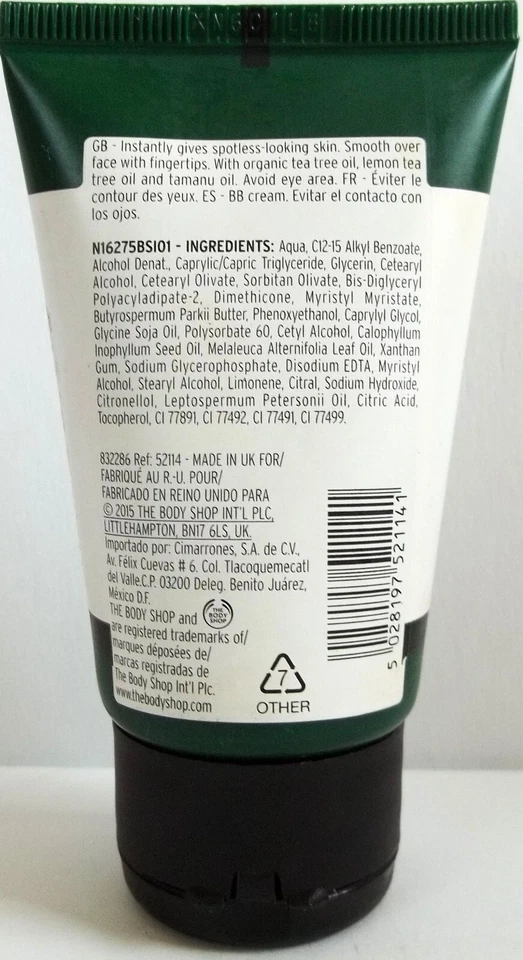 GB - Instantly gives spotless-looking skin. Smooth over
face with fingertips. With organic tea tree oil, lemon tea
tree oil and tamanu oil. Avoid eye area. FR - Éviter le
contour des yeux. ES - BB cream. Evitar el contacto con
los ojos.
N16275BSI01 - INGREDIENTS: Aqua, C12-15 Alkyl Benzoate,
Alcohol Denat., Caprylic/Capric Triglyceride, Glycerin, Cetearyl
Alcohol, Cetearyl Olivate, Sorbitan Olivate, Bis-Diglyceryl
Polyacyladipate-2, Dimethicone, Myristyl Myristate,
Butyrospermum Parkii Butter, Phenoxyethanol, Caprylyl Glycol,
Glycine Soja Oil, Polysorbate 60, Cetyl Alcohol, Calophyllum
Inophyllum Seed Oil, Melaleuca Alternifolia Leaf Oil, Xanthan
Gum, Sodium Glycerophosphate, Disodium EDTA, Myristyl
Alcohol, Stearyl Alcohol, Limonene, Citral, Sodium Hydroxide,
Citronellol, Leptospermum Petersonii Oil, Citric Acid,
Tocopherol, CI 77891, CI 77492, CI 77491, CI 77499.
832286 Ref: 52114 - MADE IN UK FOR/
FABRIQUÉ AU R.-U. POUR/
FABRICADO EN REINO UNIDO PARA
© 2015 THE BODY SHOP INT'L PLC,
LITTLEHAMPTON, BN17 6LS, UK.
Importado por: Cimarrones, S.A. de C.V.,
Av. Félix Cuevas # 6. Col. Tlacoquemecatl
del Valle.C.P. 03200 Deleg. Benito Juárez,
México D.F.
THE BODY SHOP and THE BODY SHOP
are registered trademarks of/
marques déposées de/
marcas registradas de
The Body Shop Int'l Plc.
www.thebodyshop.com
7
OTHER
5 028197 521141